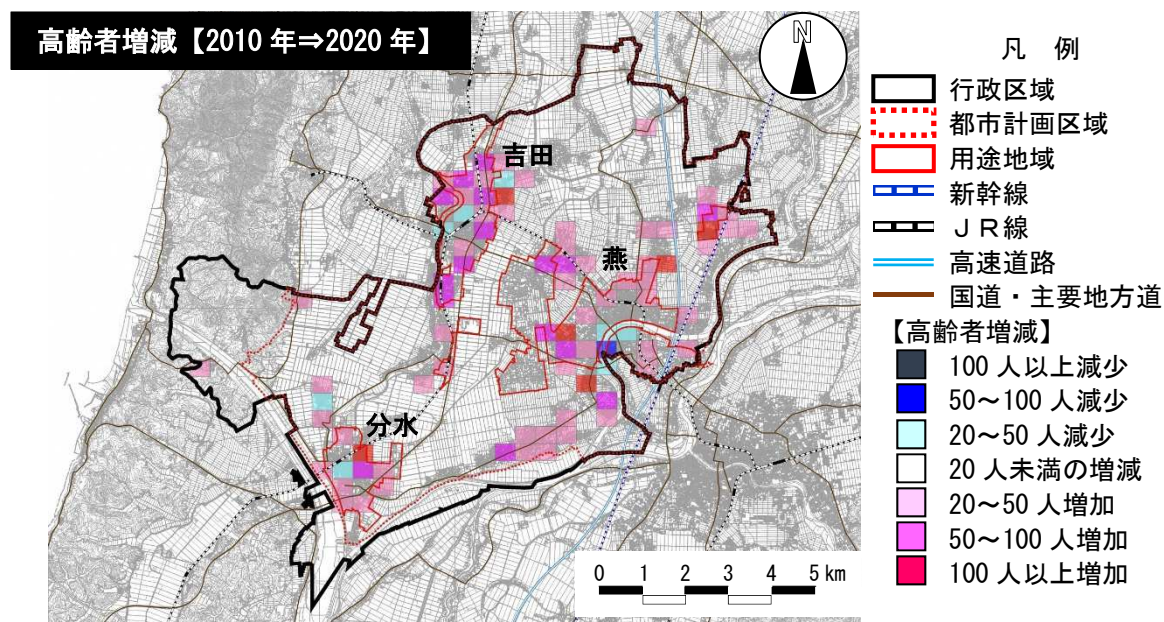 高齢者増減【2010年⇒2020年】
N
吉田
燕
分水
0 1 2 3 4 5 km
凡 例
行政区域
都市計画区域
用途地域
新幹線
JR線
高速道路
国道・主要地方道
【高齢者増減】
100人以上減少
50~100人減少
20~50人減少
20人未満の増減
20~50人増加
50~100人増加
100人以上増加